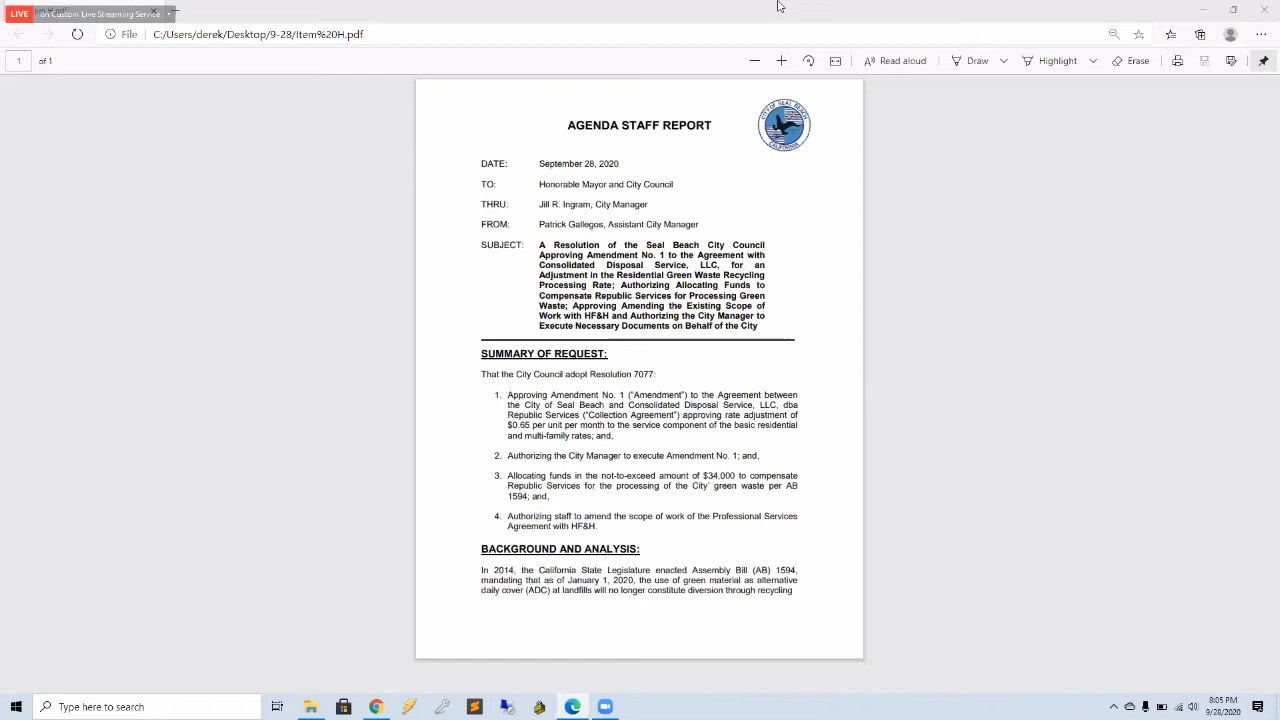 LIVE on Custom Live Streaming Service
File C:/Users/derek/Desktop/9-28/Item%20H.pdf
1 of 1 Read aloud Draw Highlight Erase
AGENDA STAFF REPORT
CITY OF SEAL BEACH
CALIFORNIA
DATE: September 28, 2020
TO: Honorable Mayor and City Council
THRU: Jill R. Ingram, City Manager
FROM: Patrick Gallegos, Assistant City Manager
SUBJECT: A Resolution of the Seal Beach City Council
Approving Amendment No. 1 to the Agreement with
Consolidated Disposal Service, LLC, for an
Adjustment in the Residential Green Waste Recycling
Processing Rate; Authorizing Allocating Funds to
Compensate Republic Services for Processing Green
Waste; Approving Amending the Existing Scope of
Work with HF&H and Authorizing the City Manager to
Execute Necessary Documents on Behalf of the City
SUMMARY OF REQUEST:
That the City Council adopt Resolution 7077:
1. Approving Amendment No. 1 ("Amendment") to the Agreement between
the City of Seal Beach and Consolidated Disposal Service, LLC, dba
Republic Services ("Collection Agreement") approving rate adjustment of
$0.65 per unit per month to the service component of the basic residential
and multi-family rates; and,
2. Authorizing the City Manager to execute Amendment No. 1; and,
3. Allocating funds in the not-to-exceed amount of $34,000 to compensate
Republic Services for the processing of the City' green waste per AB
1594; and,
4. Authorizing staff to amend the scope of work of the Professional Services
Agreement with HF&H.
BACKGROUND AND ANALYSIS:
In 2014, the California State Legislature enacted Assembly Bill (AB) 1594,
mandating that as of January 1, 2020, the use of green material as alternative
daily cover (ADC) at landfills will no longer constitute diversion through recycling
Type here to search
8:05 PM
9/28/2020